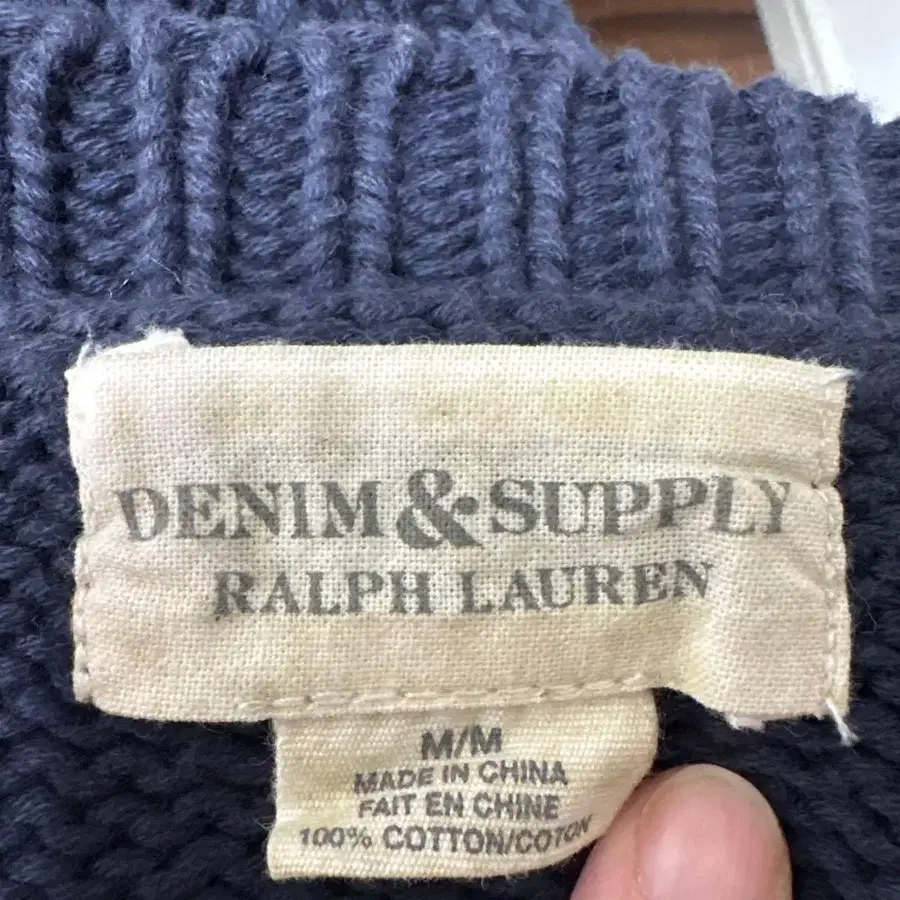 DENIM & SUPPLY
RALPH LAUREN
M/M
MADE IN CHINA
FAIT EN CHINE
100% COTTON/COTON